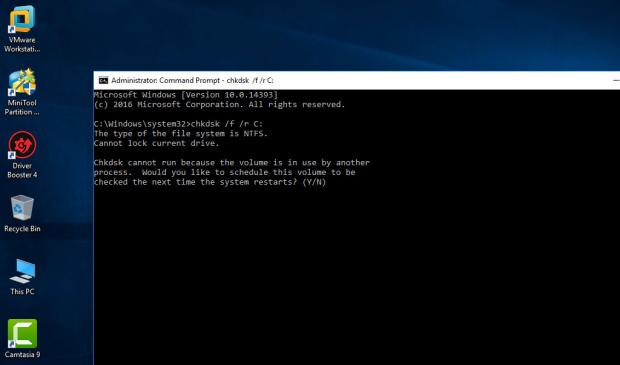 VMware
Workstati...
Administrator: Command Prompt - chkdsk /f /r C:
Microsoft Windows [Version 10.0.14393]
(c) 2016 Microsoft Corporation. All rights reserved.
MiniTool
Partition ...
C:\Windows\system32>chkdsk /f /r C:
The type of the file system is NTFS.
Cannot lock current drive.
Chkdsk cannot run because the volume is in use by another
process.  Would you like to schedule this volume to be
checked the next time the system restarts? (Y/N)
Driver
Booster 4
Recycle Bin
This PC
Camtasia 9